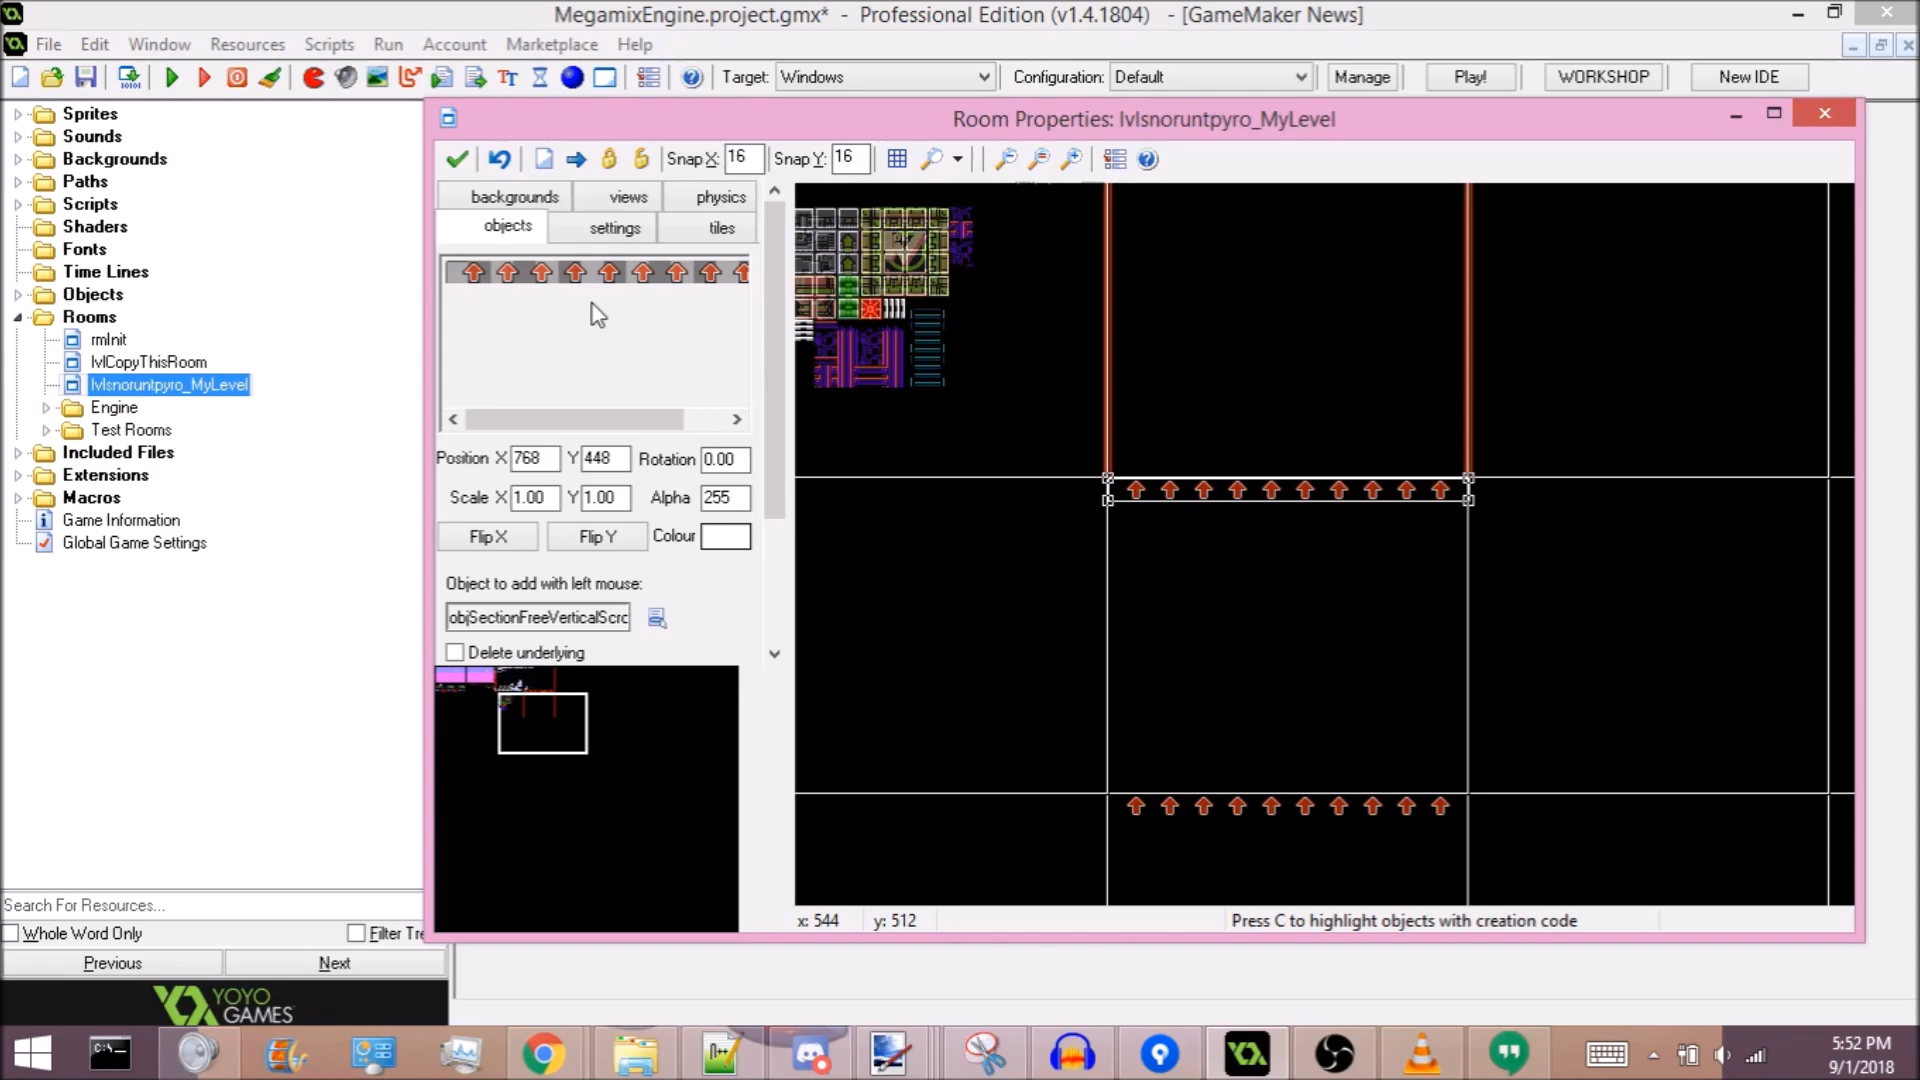 MegamixEngine.project.gmx* - Professional Edition (v1.4.1804) - [GameMaker News]
File Edit Window Resources Scripts Run Account Marketplace Help
Target: Windows Configuration: Default Manage Play! WORKSHOP New IDE
Sprites
Sounds
Backgrounds
Paths
Scripts
Shaders
Fonts
Time Lines
Objects
Rooms
rmInit
lvlCopyThisRoom
lvlsnoruntpyro_MyLevel
Engine
Test Rooms
Included Files
Extensions
Macros
Game Information
Global Game Settings
Search For Resources...
Whole Word Only Filter Tre
Previous Next
YOYO
GAMES
Room Properties: lvlsnoruntpyro_MyLevel
Snap X: 16 Snap Y: 16
backgrounds views physics
objects settings tiles
Position X 768 Y 448 Rotation 0.00
Scale X 1.00 Y 1.00 Alpha 255
Flip X Flip Y Colour
Object to add with left mouse:
objSectionFreeVerticalScrc
Delete underlying
x: 544 y: 512 Press C to highlight objects with creation code
C:\_
n++
5:52 PM
9/1/2018